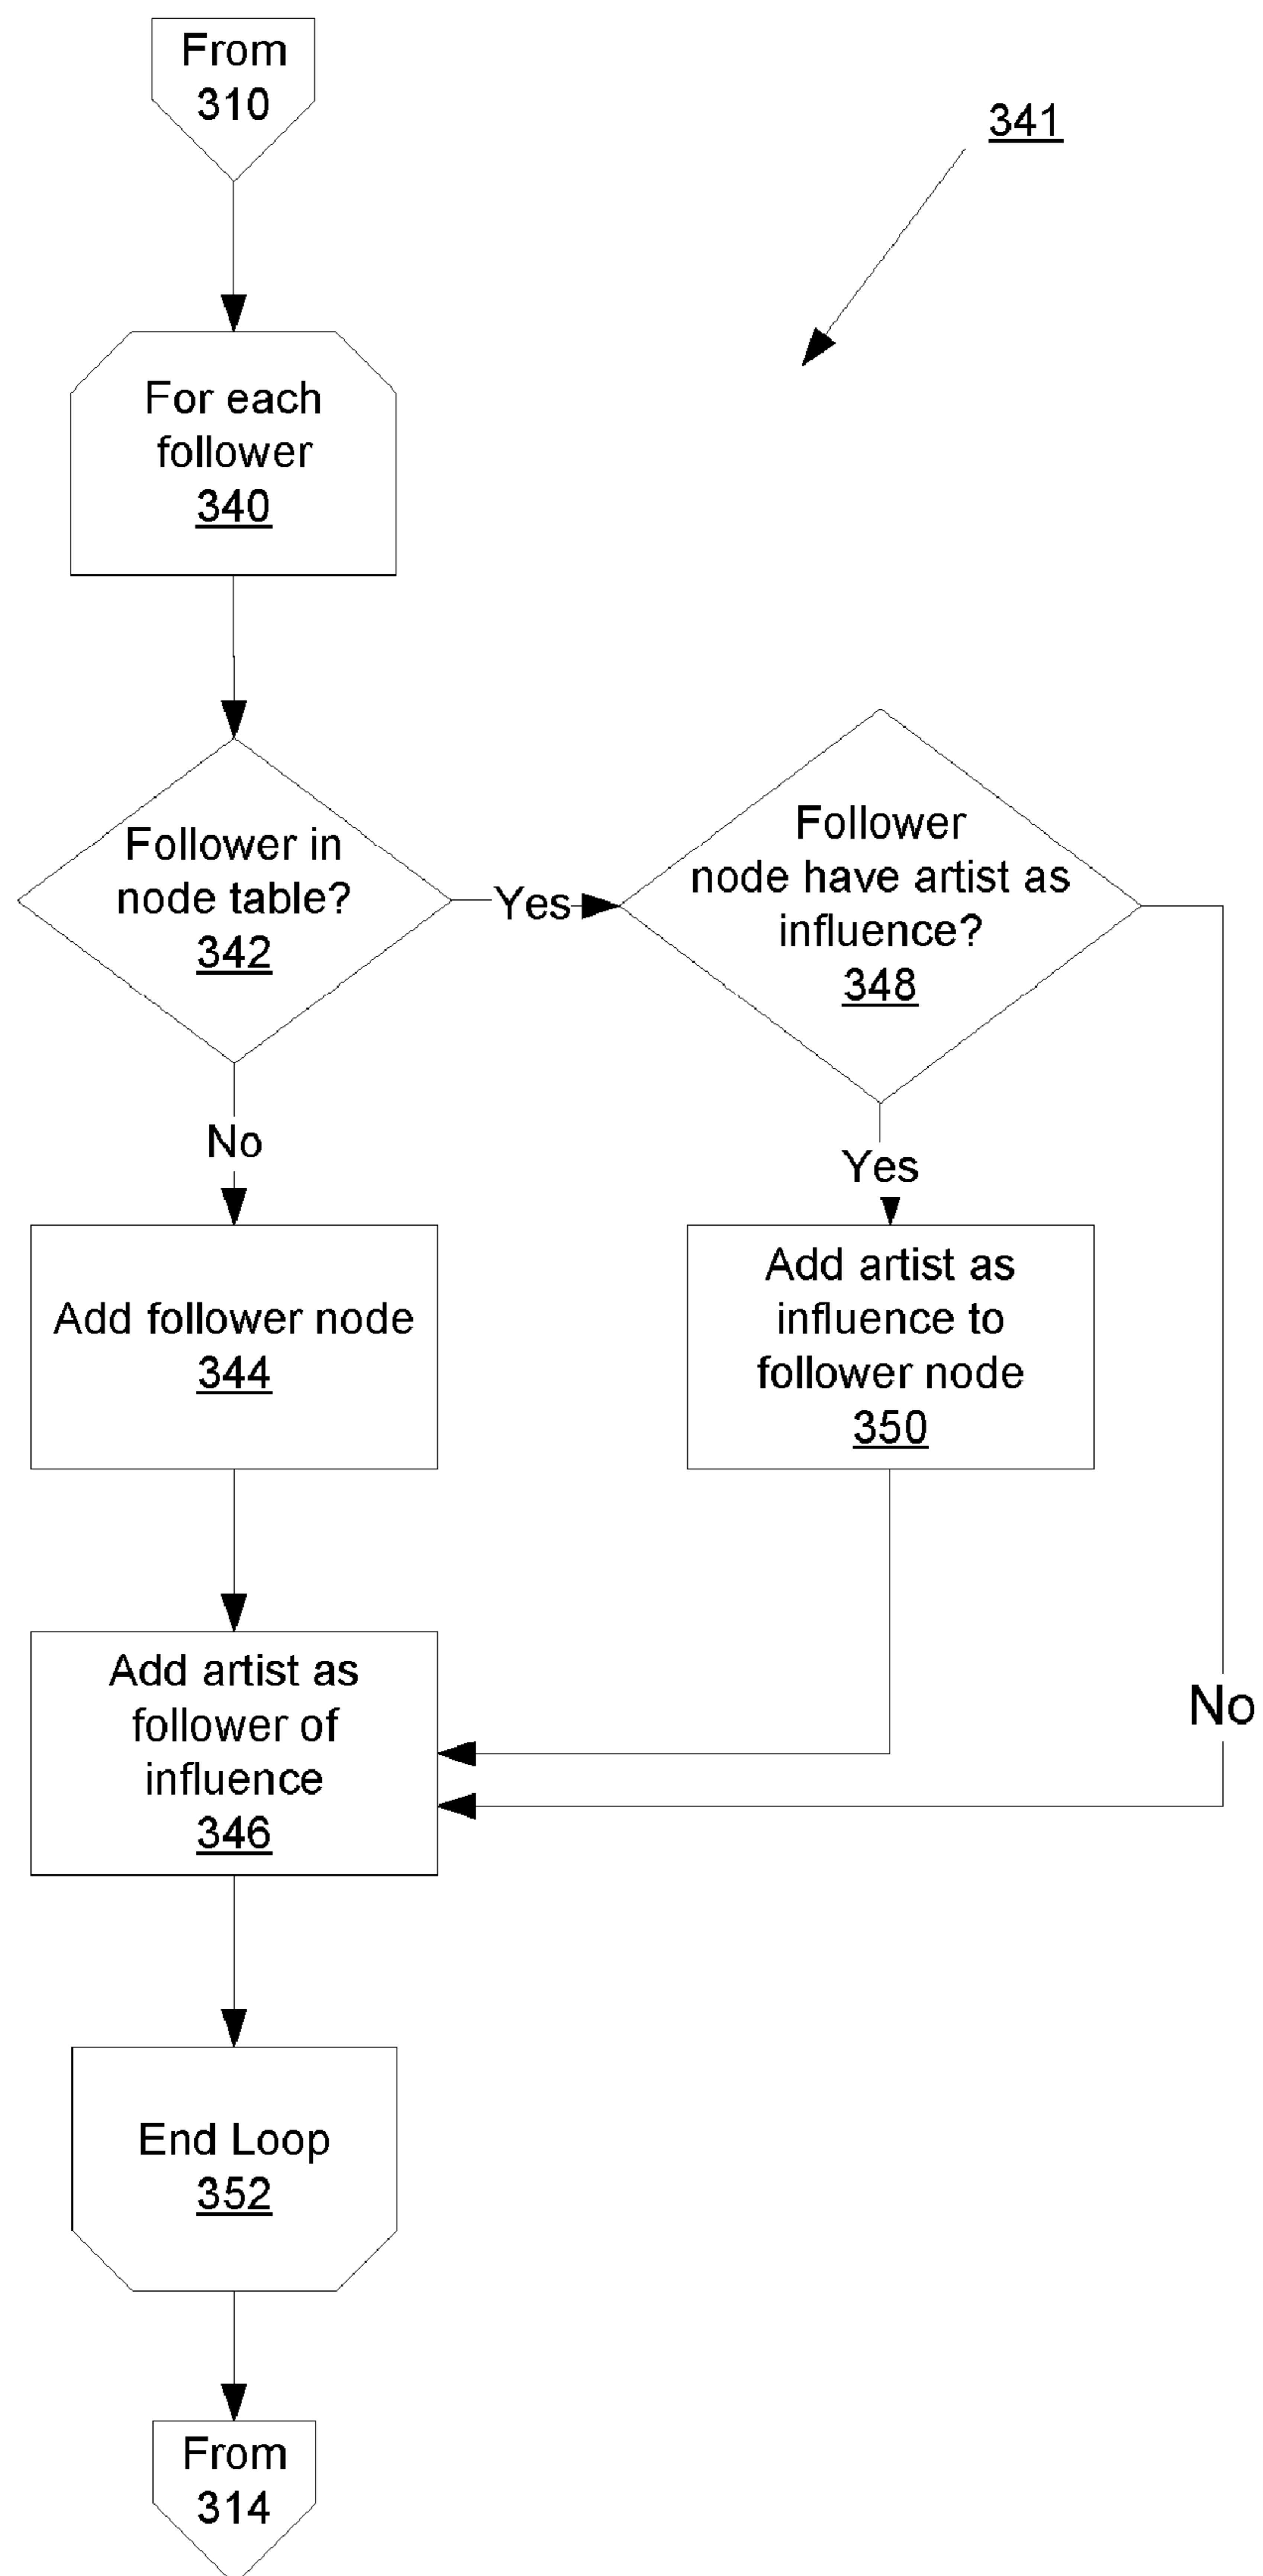 From
310
341
For each
follower
340
Follower in
node table?
342
Yes
Follower
node have artist as
influence?
348
No
Yes
Add follower node
344
Add artist as
influence to
follower node
350
Add artist as
follower of
influence
346
No
End Loop
352
From
314